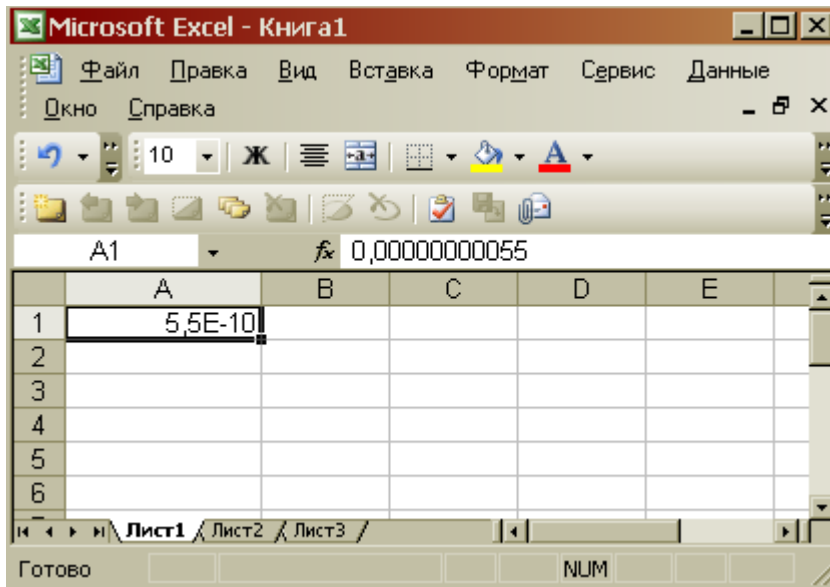 Microsoft Excel - Книга1
Файл Правка Вид Вставка Формат Сервис Данные
Окно Справка
10 Ж A
A1 fx 0,00000000055
A B C D E
1 5,5E-10
2
3
4
5
6
Лист1 Лист2 Лист3
Готово NUM